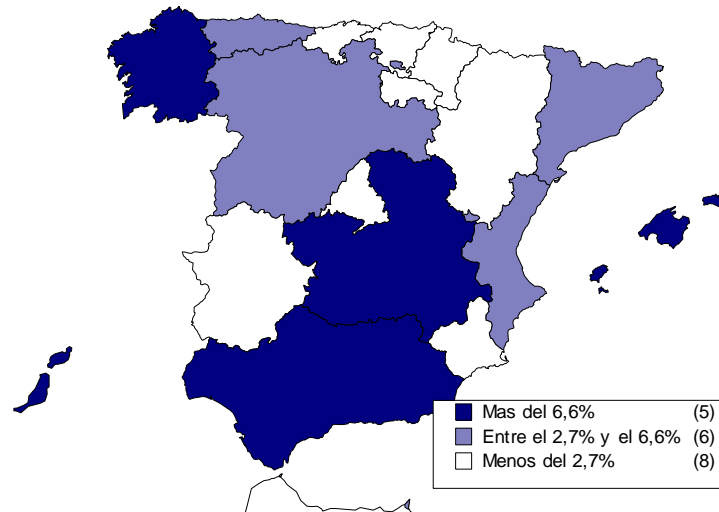 Mas del 6,6% (5)
Entre el 2,7% y el 6,6% (6)
Menos del 2,7% (8)